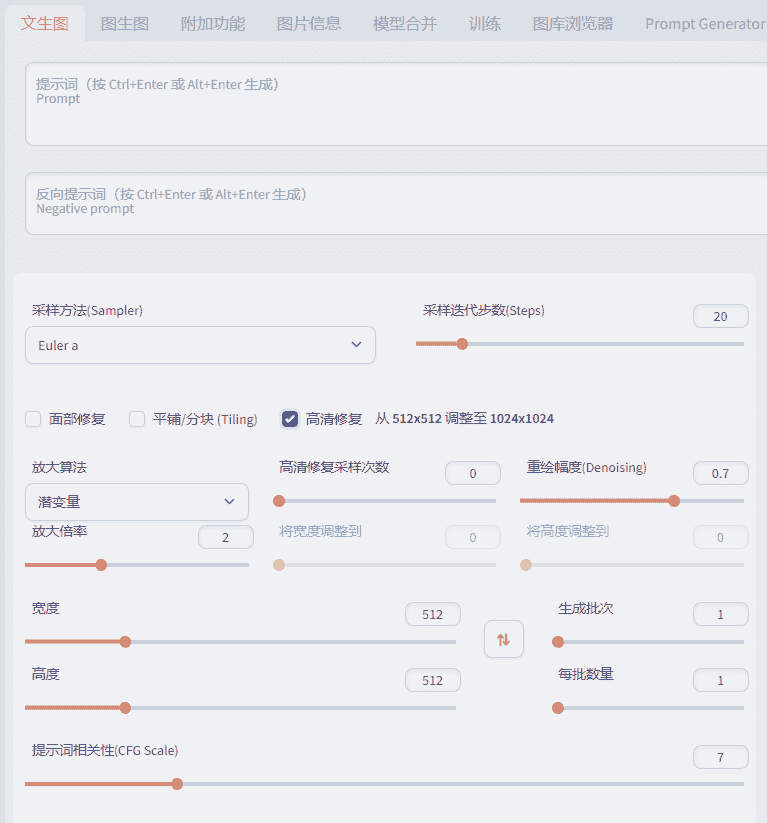 文生图 图生图 附加功能 图片信息 模型合并 训练 图库浏览器 Prompt Generator
提示词（按 Ctrl+Enter 或 Alt+Enter 生成）
Prompt
反向提示词（按 Ctrl+Enter 或 Alt+Enter 生成）
Negative prompt
采样方法(Sampler) 采样迭代步数(Steps) 20
Euler a
面部修复 平铺/分块 (Tiling) 高清修复 从 512x512 调整至 1024x1024
放大算法 高清修复采样次数 0 重绘幅度(Denoising) 0.7
潜变量
放大倍率 2 将宽度调整到 0 将高度调整到 0
宽度 512 生成批次 1
高度 512 每批数量 1
提示词相关性(CFG Scale) 7